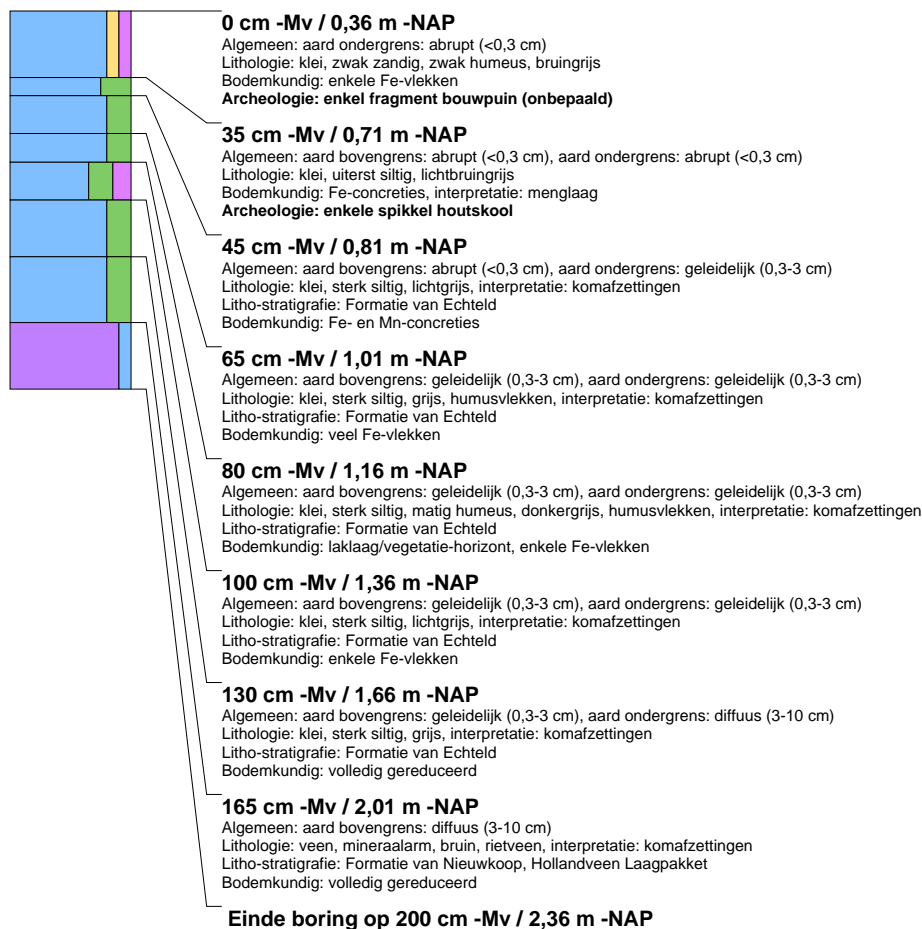 0 cm -Mv / 0,36 m -NAP
Algemeen: aard ondergrens: abrupt (<0,3 cm)
Lithologie: klei, zwak zandig, zwak humeus, bruingrijs
Bodemkundig: enkele Fe-vlekken
Archeologie: enkel fragment bouwpuin (onbepaald)
35 cm -Mv / 0,71 m -NAP
Algemeen: aard bovengrens: abrupt (<0,3 cm), aard ondergrens: abrupt (<0,3 cm)
Lithologie: klei, uiterst siltig, lichtbruingrijs
Bodemkundig: Fe-concreties, interpretatie: menglaag
Archeologie: enkele spikkel houtskool
45 cm -Mv / 0,81 m -NAP
Algemeen: aard bovengrens: abrupt (<0,3 cm), aard ondergrens: geleidelijk (0,3-3 cm)
Lithologie: klei, sterk siltig, lichtgrijs, interpretatie: komafzettingen
Litho-stratigrafie: Formatie van Echteld
Bodemkundig: Fe- en Mn-concreties
65 cm -Mv / 1,01 m -NAP
Algemeen: aard bovengrens: geleidelijk (0,3-3 cm), aard ondergrens: geleidelijk (0,3-3 cm)
Lithologie: klei, sterk siltig, grijs, humusvlekken, interpretatie: komafzettingen
Litho-stratigrafie: Formatie van Echteld
Bodemkundig: veel Fe-vlekken
80 cm -Mv / 1,16 m -NAP
Algemeen: aard bovengrens: geleidelijk (0,3-3 cm), aard ondergrens: geleidelijk (0,3-3 cm)
Lithologie: klei, sterk siltig, matig humeus, donkergrijs, humusvlekken, interpretatie: komafzettingen
Litho-stratigrafie: Formatie van Echteld
Bodemkundig: laklaag/vegetatie-horizont, enkele Fe-vlekken
100 cm -Mv / 1,36 m -NAP
Algemeen: aard bovengrens: geleidelijk (0,3-3 cm), aard ondergrens: geleidelijk (0,3-3 cm)
Lithologie: klei, sterk siltig, lichtgrijs, interpretatie: komafzettingen
Litho-stratigrafie: Formatie van Echteld
Bodemkundig: enkele Fe-vlekken
130 cm -Mv / 1,66 m -NAP
Algemeen: aard bovengrens: geleidelijk (0,3-3 cm), aard ondergrens: diffuus (3-10 cm)
Lithologie: klei, sterk siltig, grijs, interpretatie: komafzettingen
Litho-stratigrafie: Formatie van Echteld
Bodemkundig: volledig gereduceerd
165 cm -Mv / 2,01 m -NAP
Algemeen: aard bovengrens: diffuus (3-10 cm)
Lithologie: veen, mineraalarm, bruin, rietveen, interpretatie: komafzettingen
Litho-stratigrafie: Formatie van Nieuwkoop, Hollandveen Laagpakket
Bodemkundig: volledig gereduceerd
Einde boring op 200 cm -Mv / 2,36 m -NAP